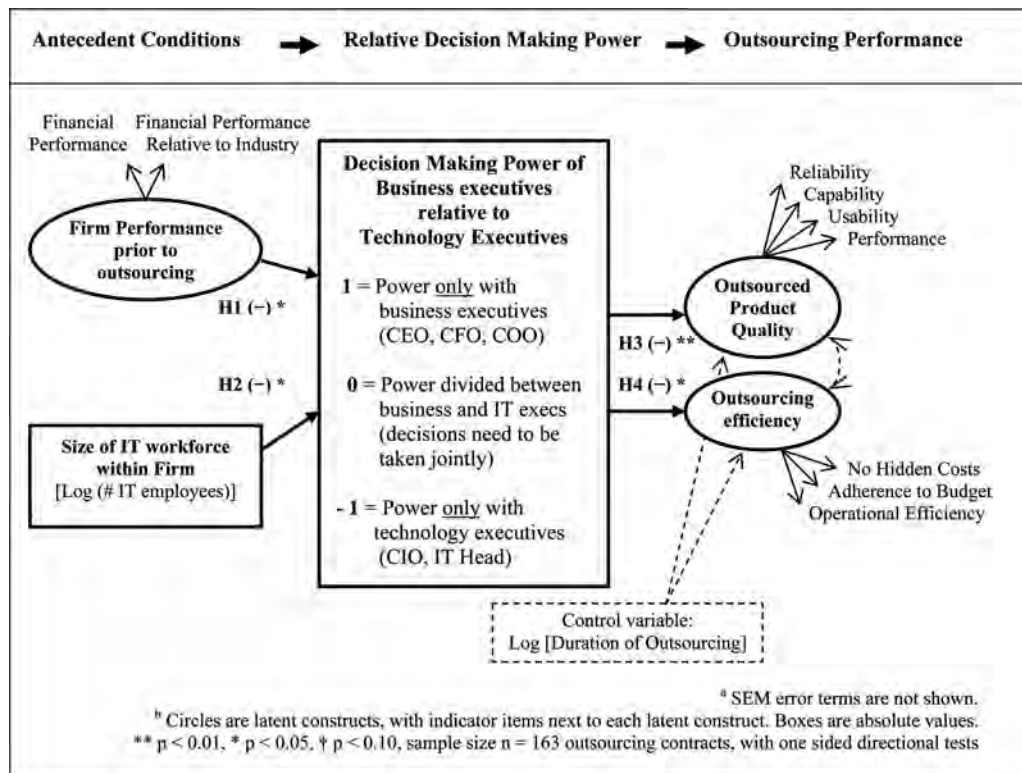 Antecedent Conditions → Relative Decision Making Power → Outsourcing Performance
Financial
Performance
Financial Performance
Relative to Industry
Firm Performance
prior to
outsourcing
H1 (−) *
H2 (−) *
Size of IT workforce
within Firm
[Log (# IT employees)]
Decision Making Power of
Business executives
relative to
Technology Executives
1 = Power only with
business executives
(CEO, CFO, COO)
0 = Power divided between
business and IT execs
(decisions need to be
taken jointly)
- 1 = Power only with
technology executives
(CIO, IT Head)
H3 (−) **
H4 (−) *
Reliability
Capability
Usability
Performance
Outsourced
Product
Quality
Outsourcing
efficiency
No Hidden Costs
Adherence to Budget
Operational Efficiency
Control variable:
Log [Duration of Outsourcing]
a SEM error terms are not shown.
b Circles are latent constructs, with indicator items next to each latent construct. Boxes are absolute values.
** p < 0.01, * p < 0.05, † p < 0.10, sample size n = 163 outsourcing contracts, with one sided directional tests